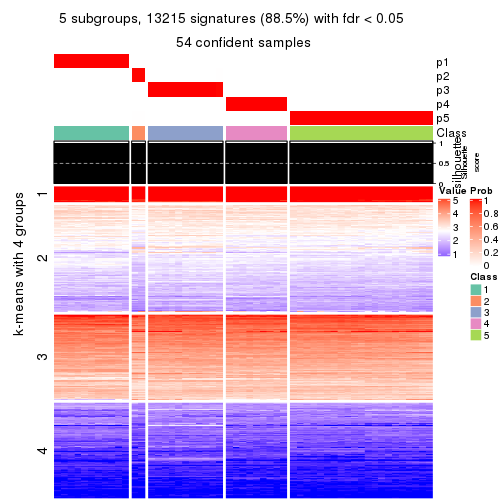 5 subgroups, 13215 signatures (88.5%) with fdr < 0.05
54 confident samples
p1
p2
p3
p4
p5
Class
1
0.5
0
silhouette
Silhouette
score
k-means with 4 groups
1
2
3
4
Value
5
4
3
2
1
Prob
1
0.8
0.6
0.4
0.2
0
Class
1
2
3
4
5